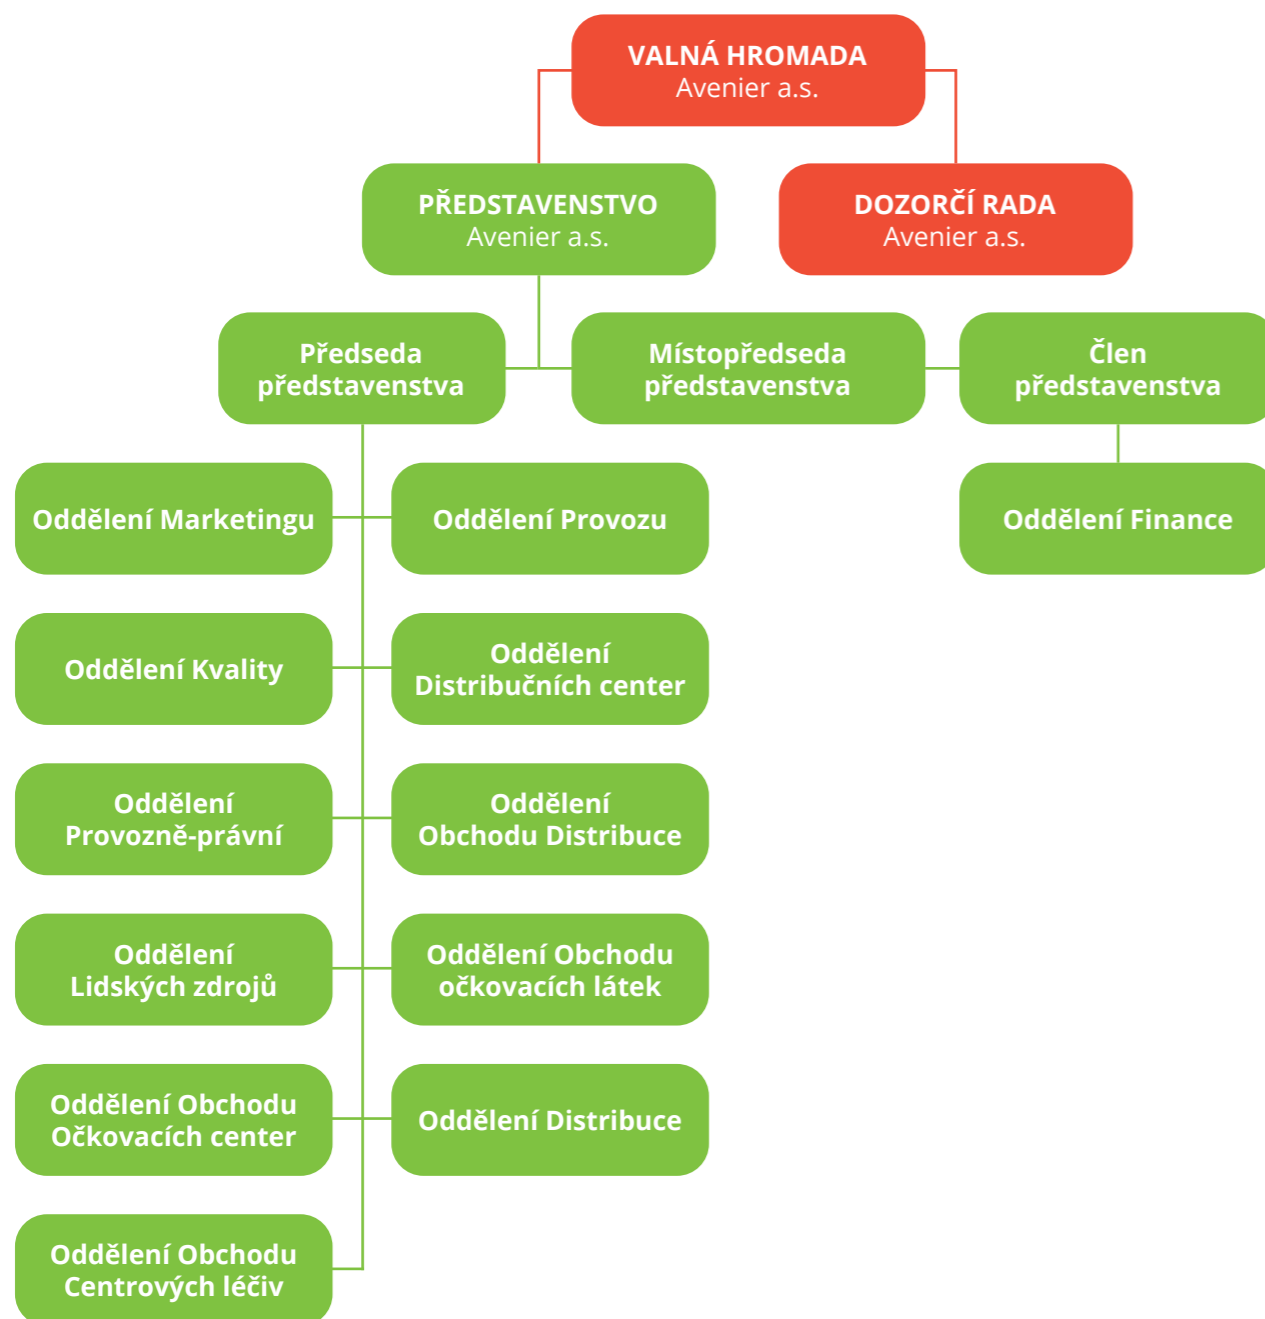 VALNÁ HROMADA
Avenier a.s.
PŘEDSTAVENSTVO
Avenier a.s.
DOZORČÍ RADA
Avenier a.s.
Předseda
představenstva
Místopředseda
představenstva
Člen
představenstva
Oddělení Marketingu
Oddělení Provozu
Oddělení Finance
Oddělení Kvality
Oddělení
Distribučních center
Oddělení
Provozně-právní
Oddělení
Obchodu Distribuce
Oddělení
Lidských zdrojů
Oddělení Obchodu
očkovacích látek
Oddělení Obchodu
Očkovacích center
Oddělení Distribuce
Oddělení Obchodu
Centrových léčiv